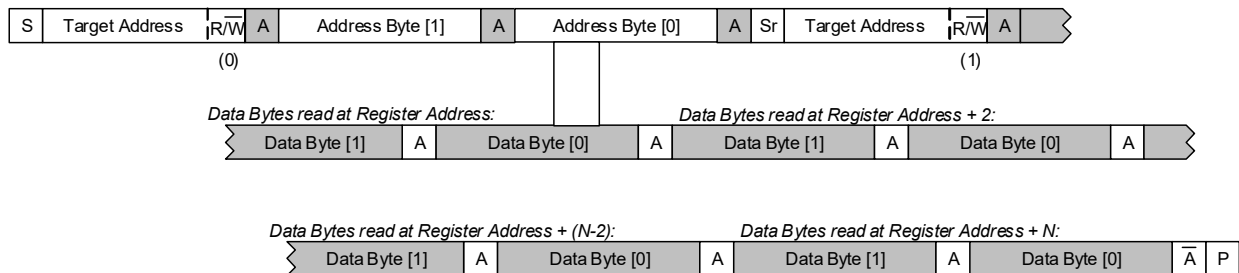 S Target Address R/W̅ A Address Byte [1] A Address Byte [0] A Sr Target Address R/W̅ A
(0) (1)
Data Bytes read at Register Address: Data Bytes read at Register Address + 2:
Data Byte [1] A Data Byte [0] A Data Byte [1] A Data Byte [0] A
Data Bytes read at Register Address + (N-2): Data Bytes read at Register Address + N:
Data Byte [1] A Data Byte [0] A Data Byte [1] A Data Byte [0] A̅ P